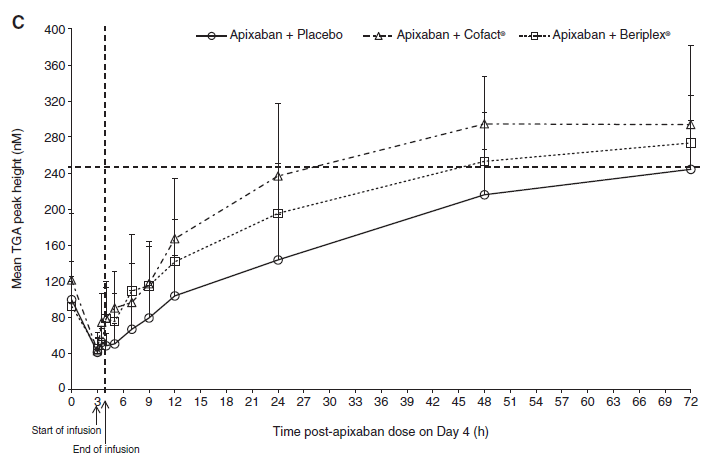 C
Apixaban + Placebo Apixaban + Cofact® Apixaban + Beriplex®
Mean TGA peak height (nM)
400
360
320
280
240
200
160
120
80
40
0
0 3 6 9 12 15 18 21 24 27 30 33 36 39 42 45 48 51 54 57 60 63 66 69 72
Start of infusion
End of infusion
Time post-apixaban dose on Day 4 (h)